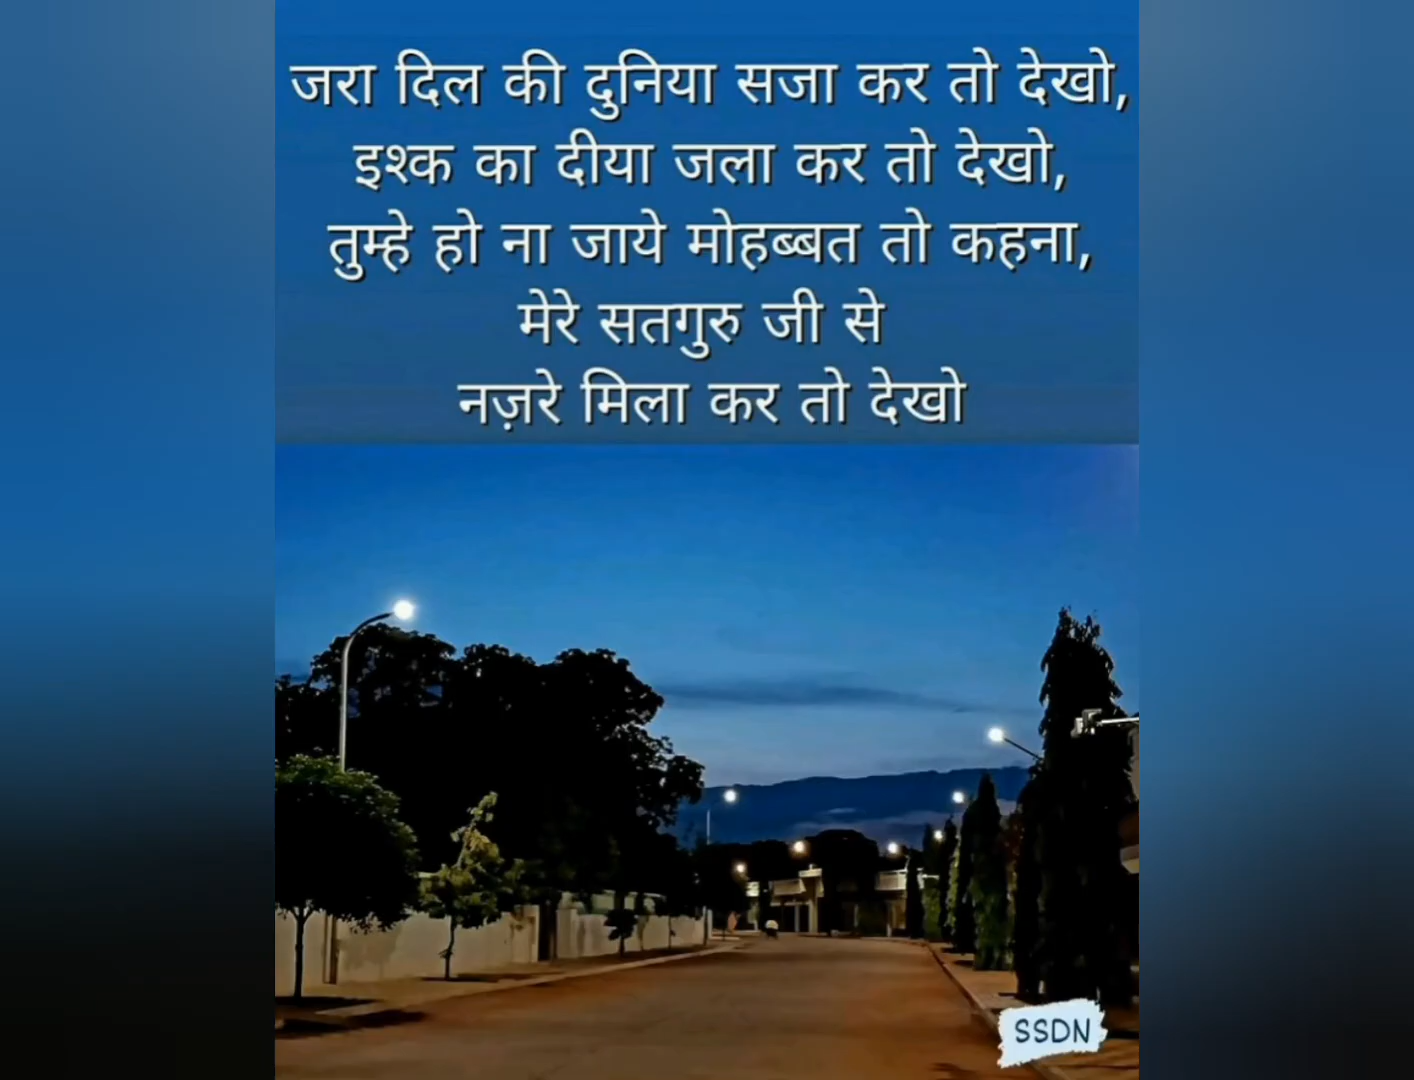 जरा दिल की दुनिया सजा कर तो देखो,
इश्क का दीया जला कर तो देखो,
तुम्हे हो ना जाये मोहब्बत तो कहना,
मेरे सतगुरु जी से
नज़रे मिला कर तो देखो
SSDN